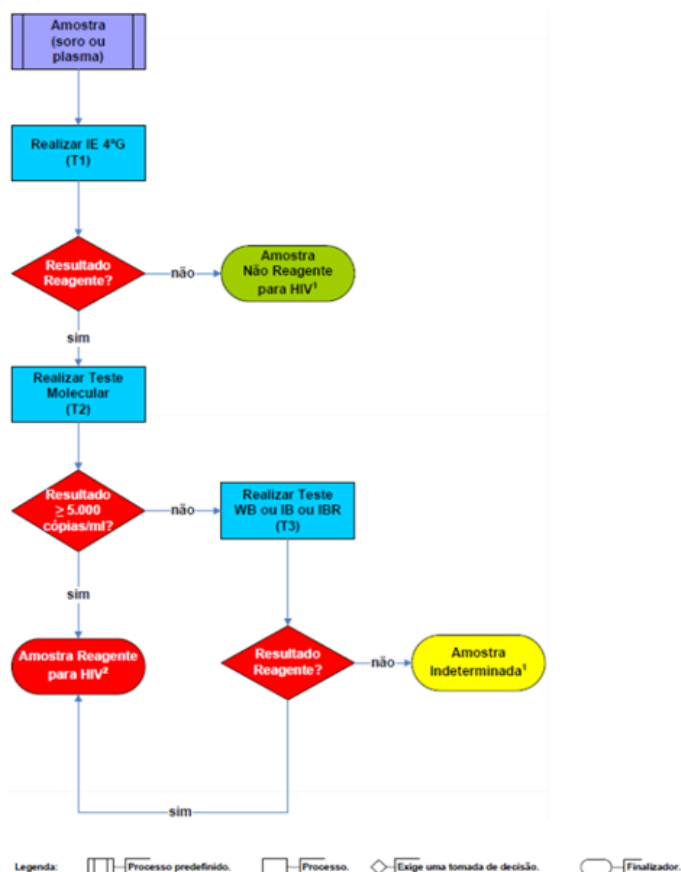 Amostra
(soro ou
plasma)
Realizar IE 4ªG
(T1)
Resultado
Reagente?
não
Amostra
Não Reagente
para HIV¹
sim
Realizar Teste
Molecular
(T2)
Resultado
≥ 5.000
cópias/ml?
não
Realizar Teste
WB ou IB ou IBR
(T3)
sim
Amostra Reagente
para HIV²
Resultado
Reagente?
não
Amostra
Indeterminada¹
sim
Legenda: Processo predefinido. Processo. Exige uma tomada de decisão. Finalizador.